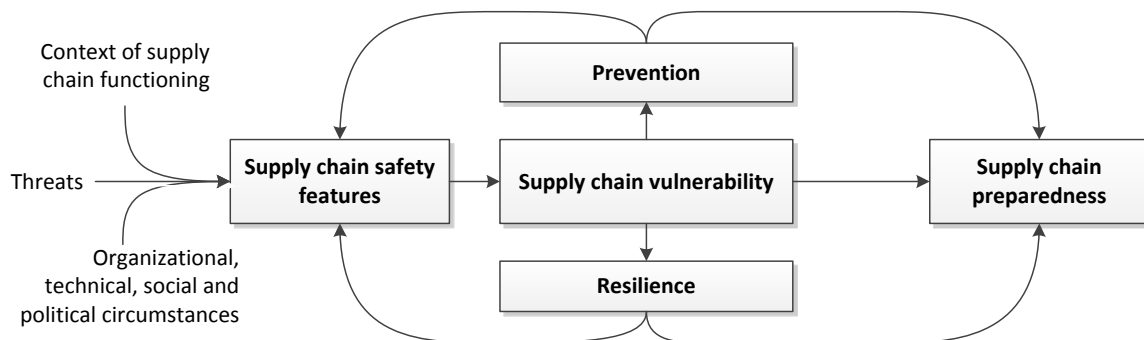 Context of supply
chain functioning
Threats
Organizational,
technical, social and
political circumstances
Supply chain safety
features
Prevention
Supply chain vulnerability
Resilience
Supply chain
preparedness